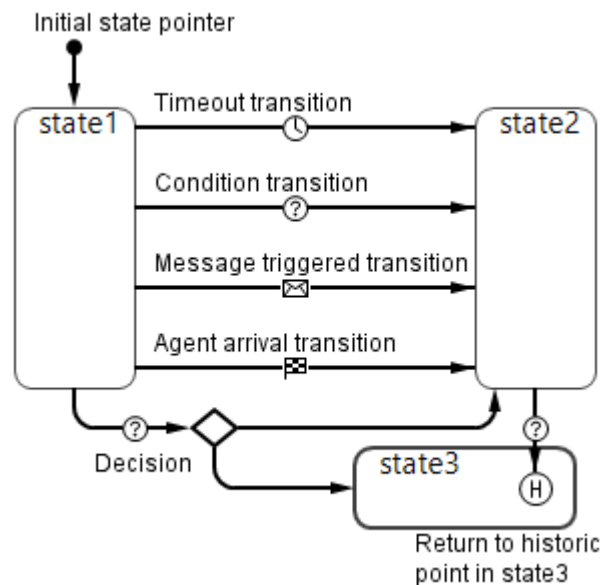 Initial state pointer
state1
Timeout transition
state2
Condition transition
?
Message triggered transition
Agent arrival transition
?
Decision
?
state3
H
Return to historic
point in state3